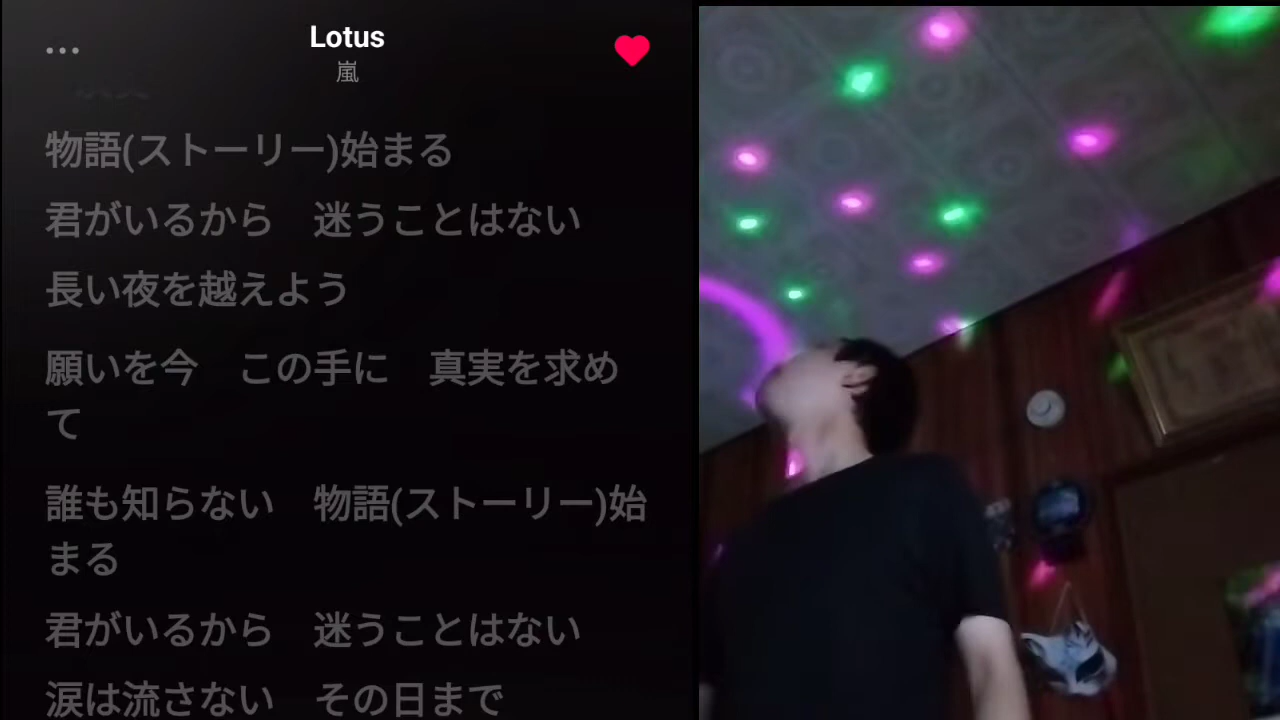 Lotus
嵐
物語(ストーリー)始まる
君がいるから　迷うことはない
長い夜を越えよう
願いを今　この手に　真実を求め
て
誰も知らない　物語(ストーリー)始
まる
君がいるから　迷うことはない
涙は流さない　その日まで